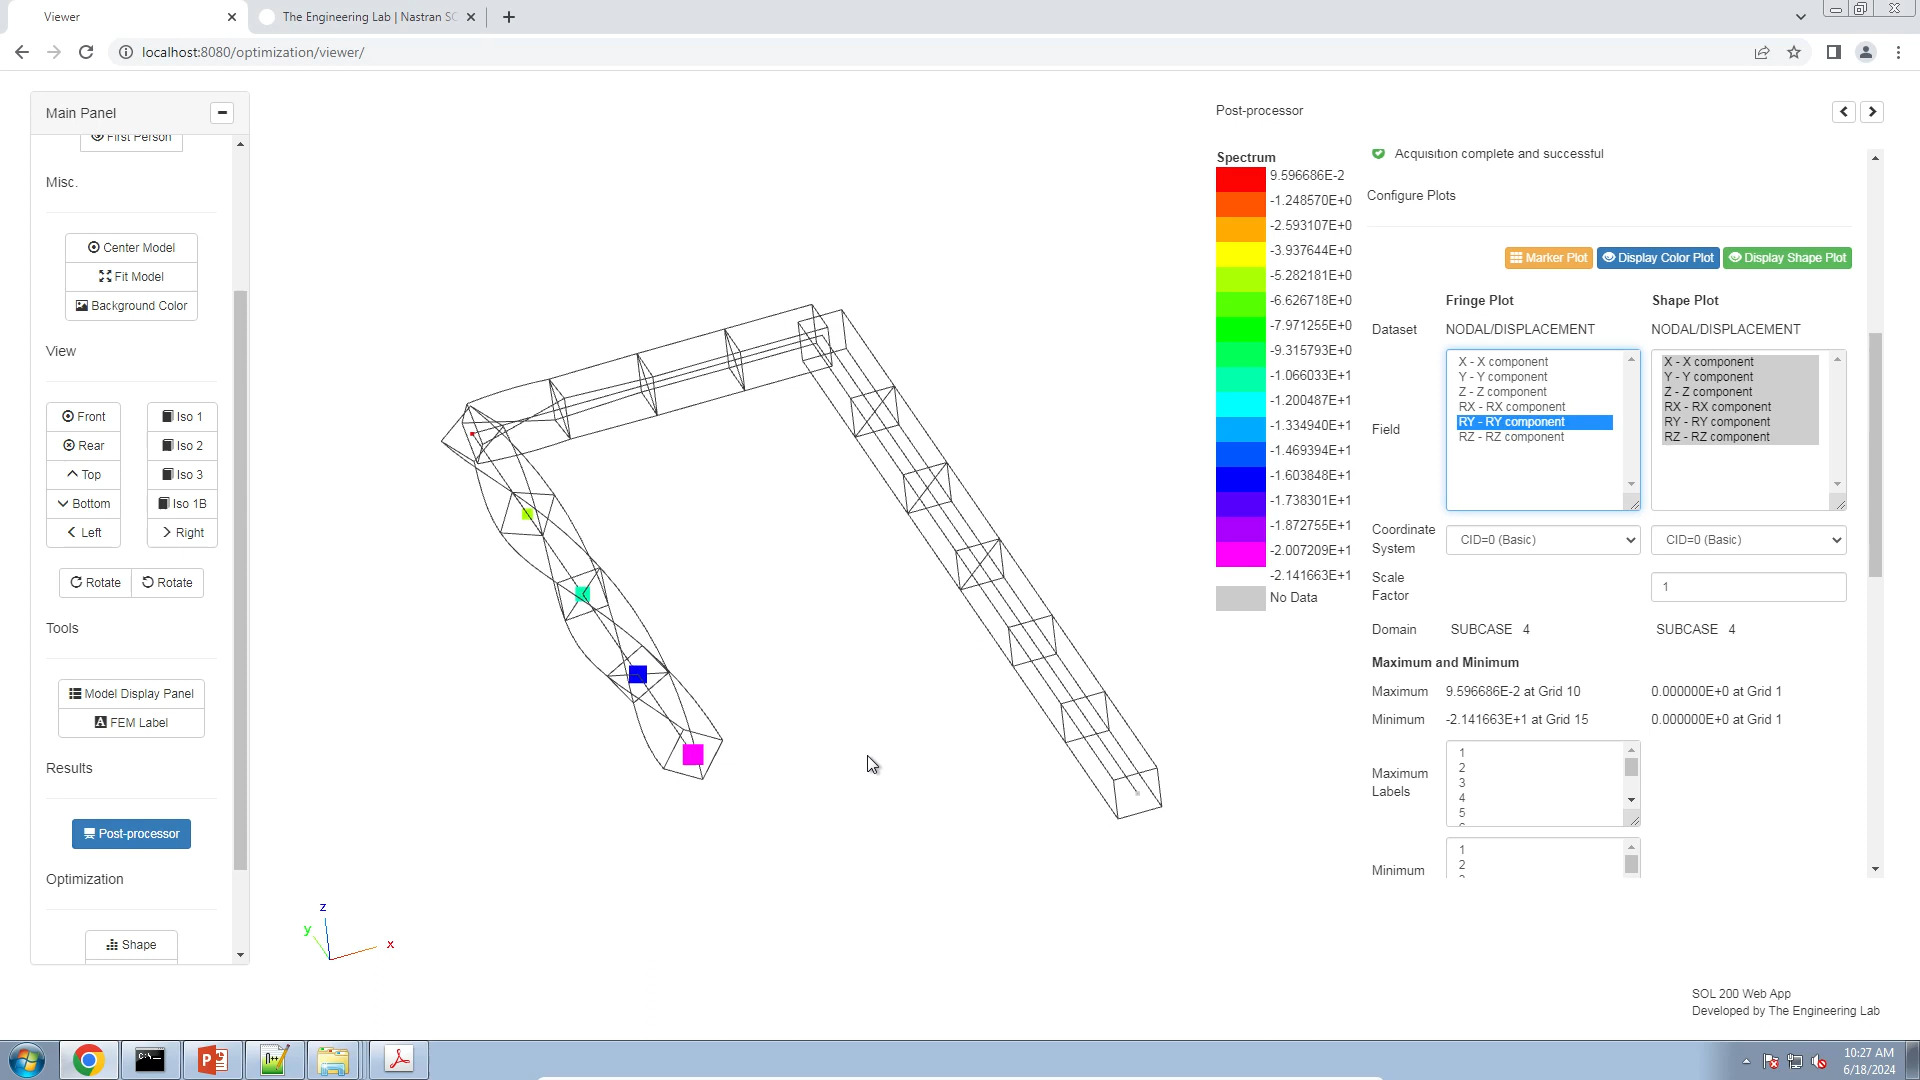 Viewer
The Engineering Lab | Nastran SC
localhost:8080/optimization/viewer/
Main Panel
First Person
Misc.
Center Model
Fit Model
Background Color
View
Front
Iso 1
Rear
Iso 2
Top
Iso 3
Bottom
Iso 1B
Left
Right
Rotate
Rotate
Tools
Model Display Panel
FEM Label
Results
Post-processor
Optimization
Shape
z
y
x
Post-processor
Spectrum
9.596686E-2
-1.248570E+0
-2.593107E+0
-3.937644E+0
-5.282181E+0
-6.626718E+0
-7.971255E+0
-9.315793E+0
-1.066033E+1
-1.200487E+1
-1.334940E+1
-1.469394E+1
-1.603848E+1
-1.738301E+1
-1.872755E+1
-2.007209E+1
-2.141663E+1
No Data
Acquisition complete and successful
Configure Plots
Marker Plot
Display Color Plot
Display Shape Plot
Fringe Plot
Shape Plot
Dataset
NODAL/DISPLACEMENT
NODAL/DISPLACEMENT
Field
X - X component
Y - Y component
Z - Z component
RX - RX component
RY - RY component
RZ - RZ component
X - X component
Y - Y component
Z - Z component
RX - RX component
RY - RY component
RZ - RZ component
Coordinate
System
CID=0 (Basic)
CID=0 (Basic)
Scale
Factor
1
Domain
SUBCASE 4
SUBCASE 4
Maximum and Minimum
Maximum
9.596686E-2 at Grid 10
0.000000E+0 at Grid 1
Minimum
-2.141663E+1 at Grid 15
0.000000E+0 at Grid 1
Maximum
Labels
1
2
3
4
5
Minimum
1
2
SOL 200 Web App
Developed by The Engineering Lab
10:27 AM
6/18/2024